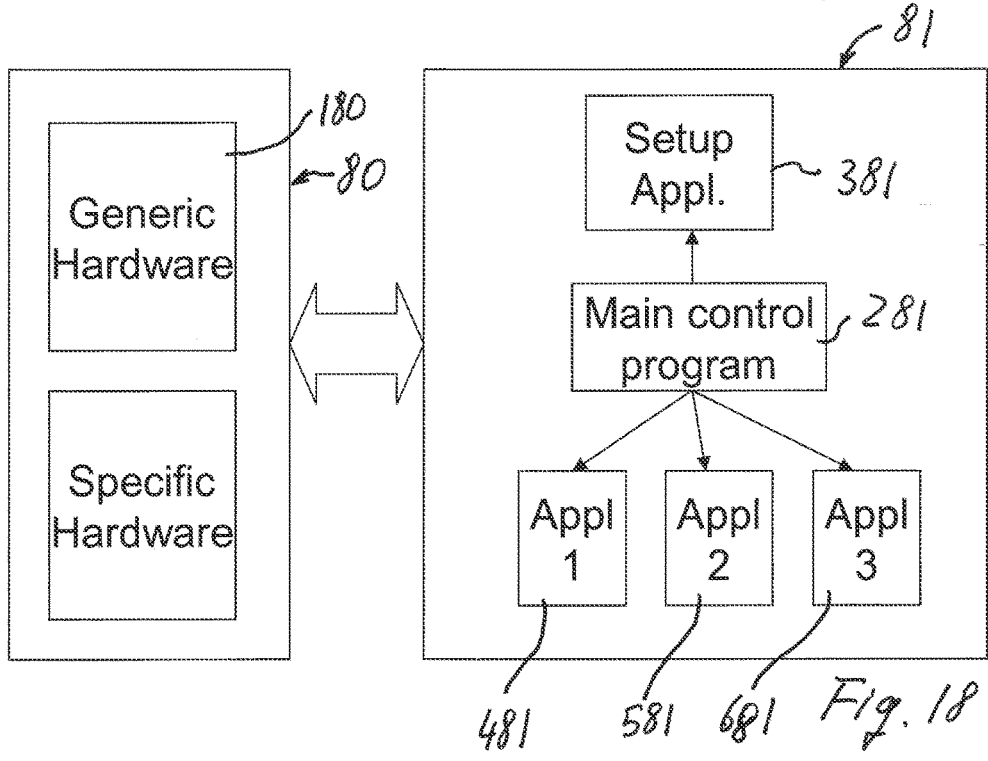 81
180
80
Generic
Hardware
Setup
Appl.
381
Main control
program
281
Specific
Hardware
Appl
1
Appl
2
Appl
3
481
581
681
Fig. 18